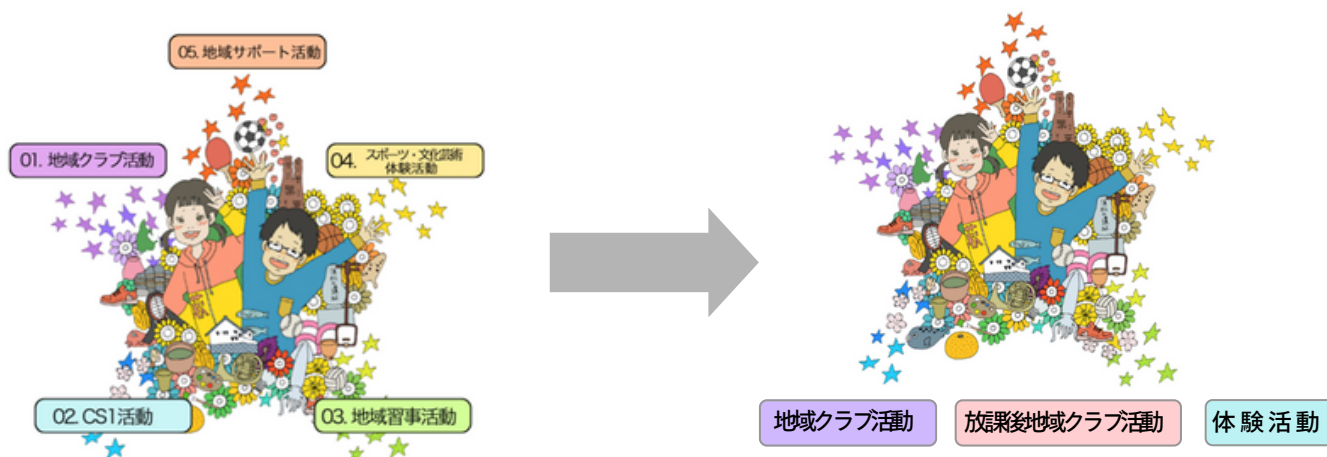 05. 地域サポート活動
01. 地域クラブ活動
04. スポーツ・文化芸術
体験活動
02. CS1活動
03. 地域習事活動
地域クラブ活動
放課後地域クラブ活動
体験活動